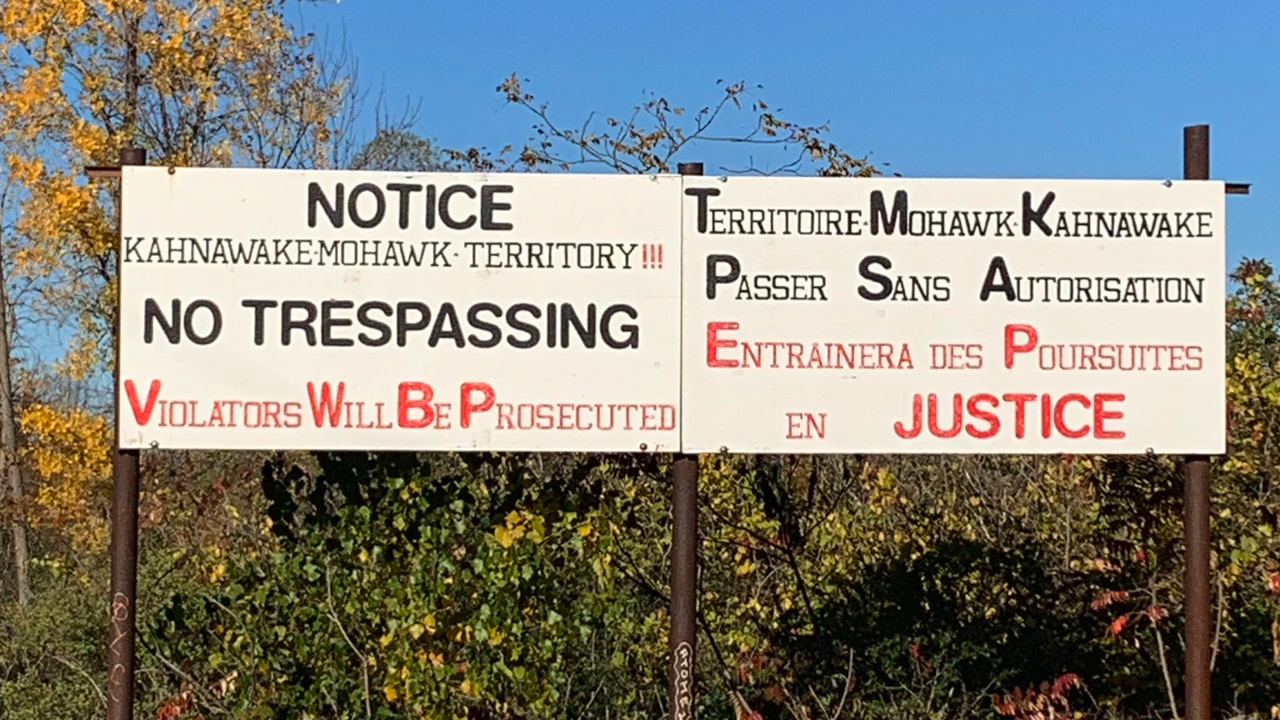 NOTICE
KAHNAWAKE·MOHAWK·TERRITORY!!!
NO TRESPASSING
VIOLATORS WILL BE PROSECUTED
TERRITOIRE·MOHAWK·KAHNAWAKE
PASSER SANS AUTORISATION
ENTRAINERA DES POURSUITES
EN JUSTICE